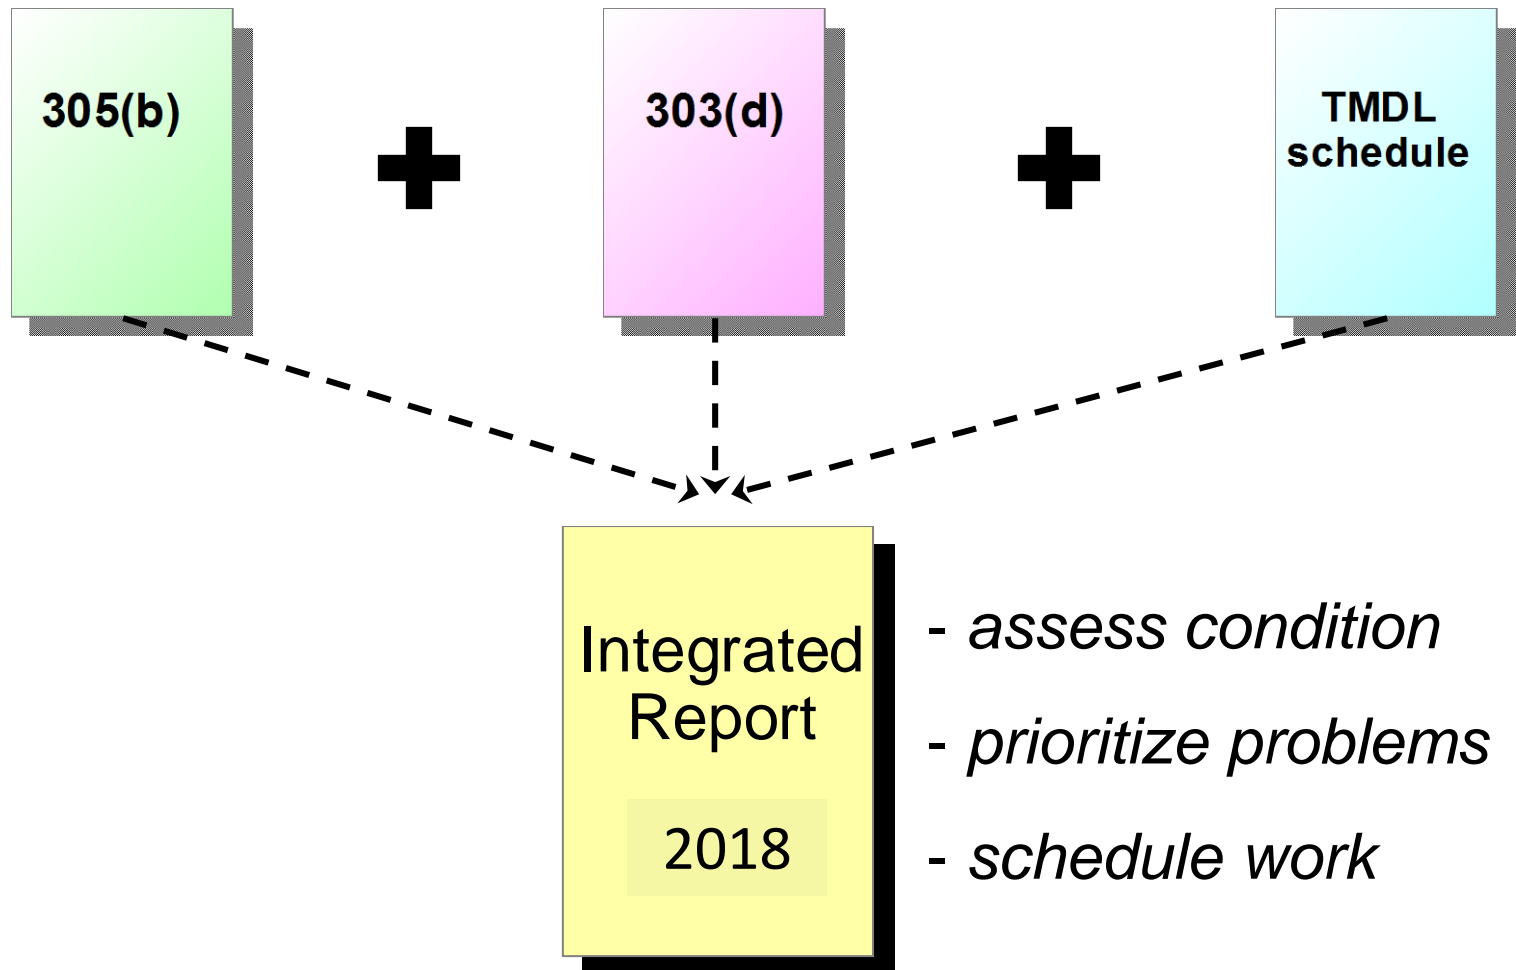 305(b)
303(d)
TMDL
schedule
Integrated
Report
2018
- assess condition
- prioritize problems
- schedule work